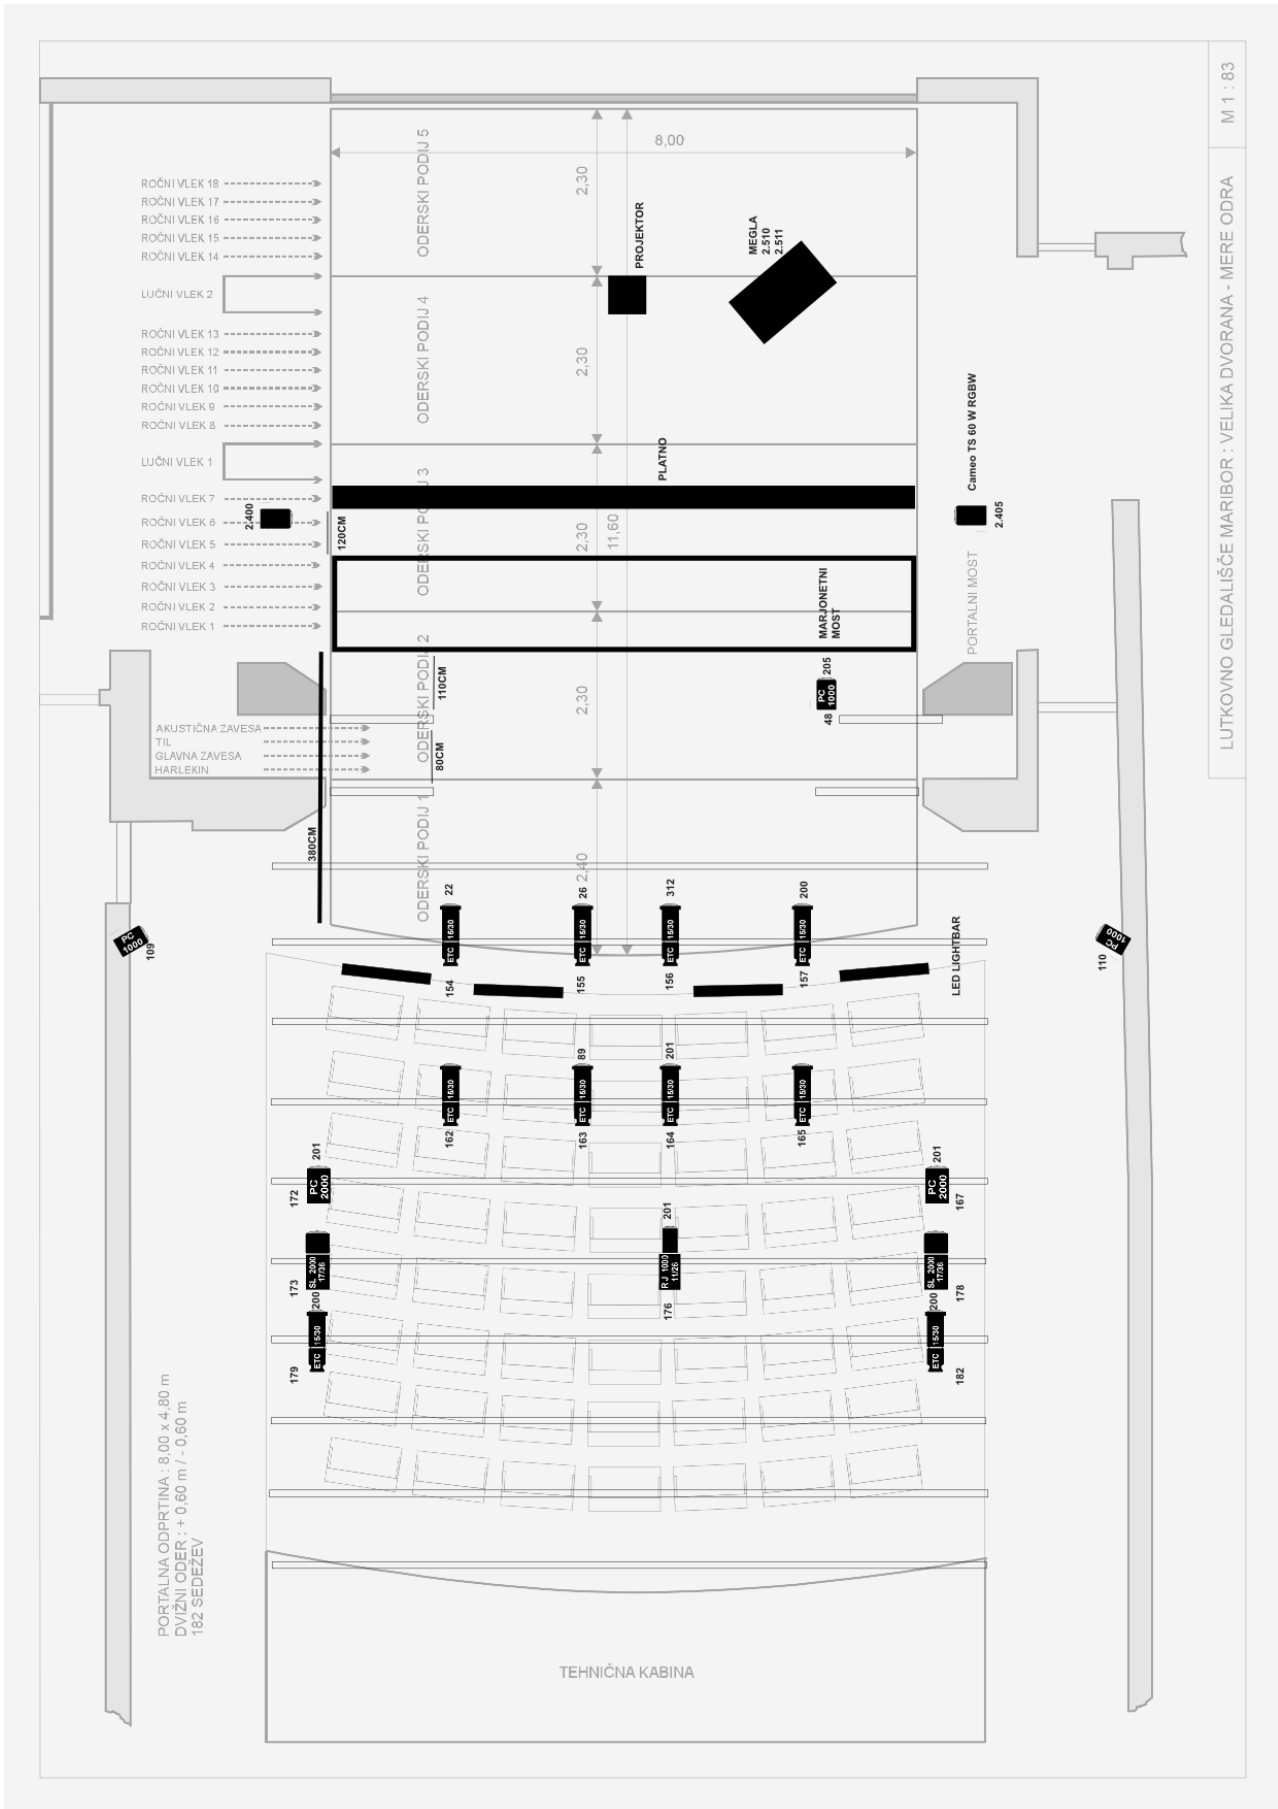 M 1 : 83
LUTKOVNO GLEDALIŠČE MARIBOR : VELIKA DVORANA - MERE ODRA
8,00
ODERSKI PODIJ 5
2,30
ROČNI VLEK 18
ROČNI VLEK 17
ROČNI VLEK 16
ROČNI VLEK 15
ROČNI VLEK 14
LUČNI VLEK 2
PROJEKTOR
MEGLA
2.510
2.511
ROČNI VLEK 13
ROČNI VLEK 12
ROČNI VLEK 11
ROČNI VLEK 10
ROČNI VLEK 9
ROČNI VLEK 8
ODERSKI PODIJ 4
2,30
LUČNI VLEK 1
PLATNO
Cameo TS 60 W RGBW
ROČNI VLEK 7
ROČNI VLEK 6
ROČNI VLEK 5
ROČNI VLEK 4
ROČNI VLEK 3
ROČNI VLEK 2
ROČNI VLEK 1
2.400
120CM
ODERSKI PODIJ 3
2,30
11,60
2.405
MARJONETNI
MOST
PORTALNI MOST
ODERSKI PODIJ 2
110CM
2,30
205
PC
1000
48
AKUSTIČNA ZAVESA
TIL
GLAVNA ZAVESA
HARLEKIN
80CM
380CM
ODERSKI PODIJ 1
2,40
22
26
312
200
ETC 15/30
ETC 15/30
ETC 15/30
ETC 15/30
154
155
156
157
PC
1000
109
PC
1000
110
LED LIGHTBAR
89
201
ETC 15/30
ETC 15/30
ETC 15/30
ETC 15/30
162
163
164
165
201
PC
2000
172
201
PC
2000
167
201
RJ 1000
11/26
176
SL 2000
17/36
173
SL 2000
17/36
178
200
ETC 15/30
179
200
ETC 15/30
182
PORTALNA ODPRTINA : 8,00 x 4,80 m
DVIŽNI ODER : + 0,60 m / - 0,60 m
182 SEDEŽEV
TEHNIČNA KABINA